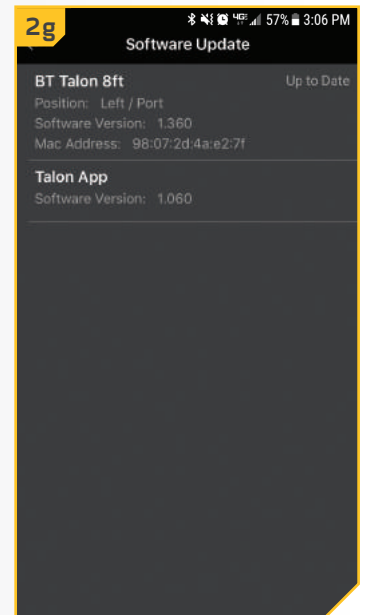 2g
4GE 57% 3:06 PM
Software Update
BT Talon 8ft Up to Date
Position: Left / Port
Software Version: 1.360
Mac Address: 98:07:2d:4a:e2:7f
Talon App
Software Version: 1.060